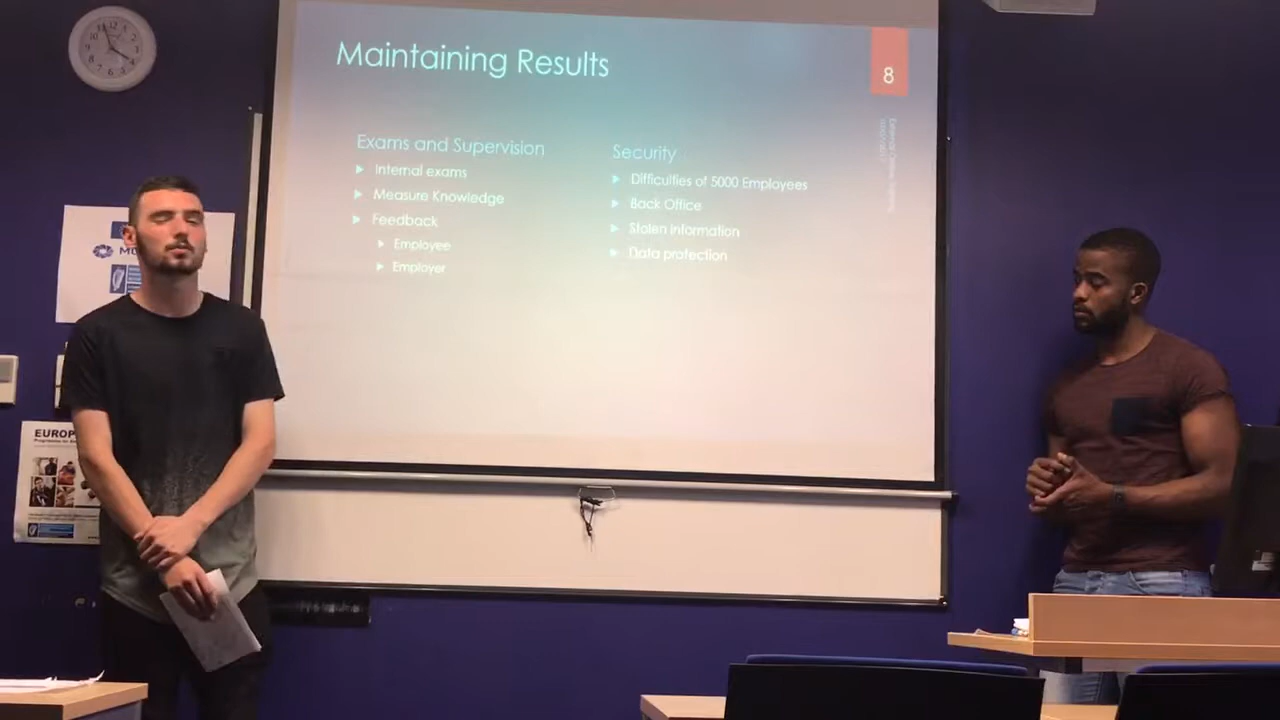 Maintaining Results
8
Exams and Supervision
Internal exams
Measure Knowledge
Feedback
Employee
Employer
Security
Difficulties of 5000 Employees
Back Office
Stolen information
Data protection
EUROP
12